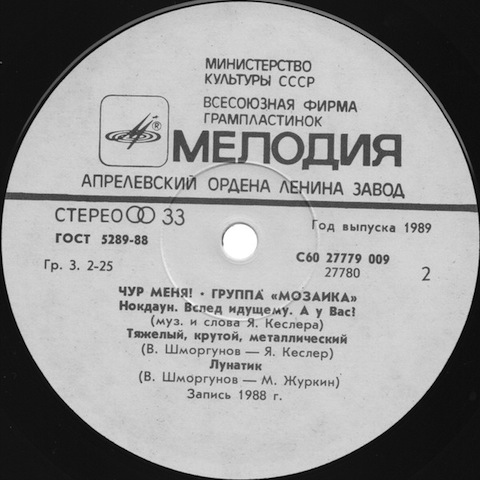 МИНИСТЕРСТВО
КУЛЬТУРЫ СССР
ВСЕСОЮЗНАЯ ФИРМА
ГРАМПЛАСТИНОК
®
МЕЛОДИЯ
АПРЕЛЕВСКИЙ ОРДЕНА ЛЕНИНА ЗАВОД
СТЕРЕО 33
Год выпуска 1989
ГОСТ 5289-88
С60 27779 009
Гр. 3. 2-25
27780
2
ЧУР МЕНЯ! · ГРУППА «МОЗАИКА»
Нокдаун. Вслед идущему. А у Вас?
(муз. и слова Я. Кеслера)
Тяжелый, крутой, металлический
(В. Шморгунов — Я. Кеслер)
Лунатик
(В. Шморгунов — М. Журкин)
Запись 1988 г.